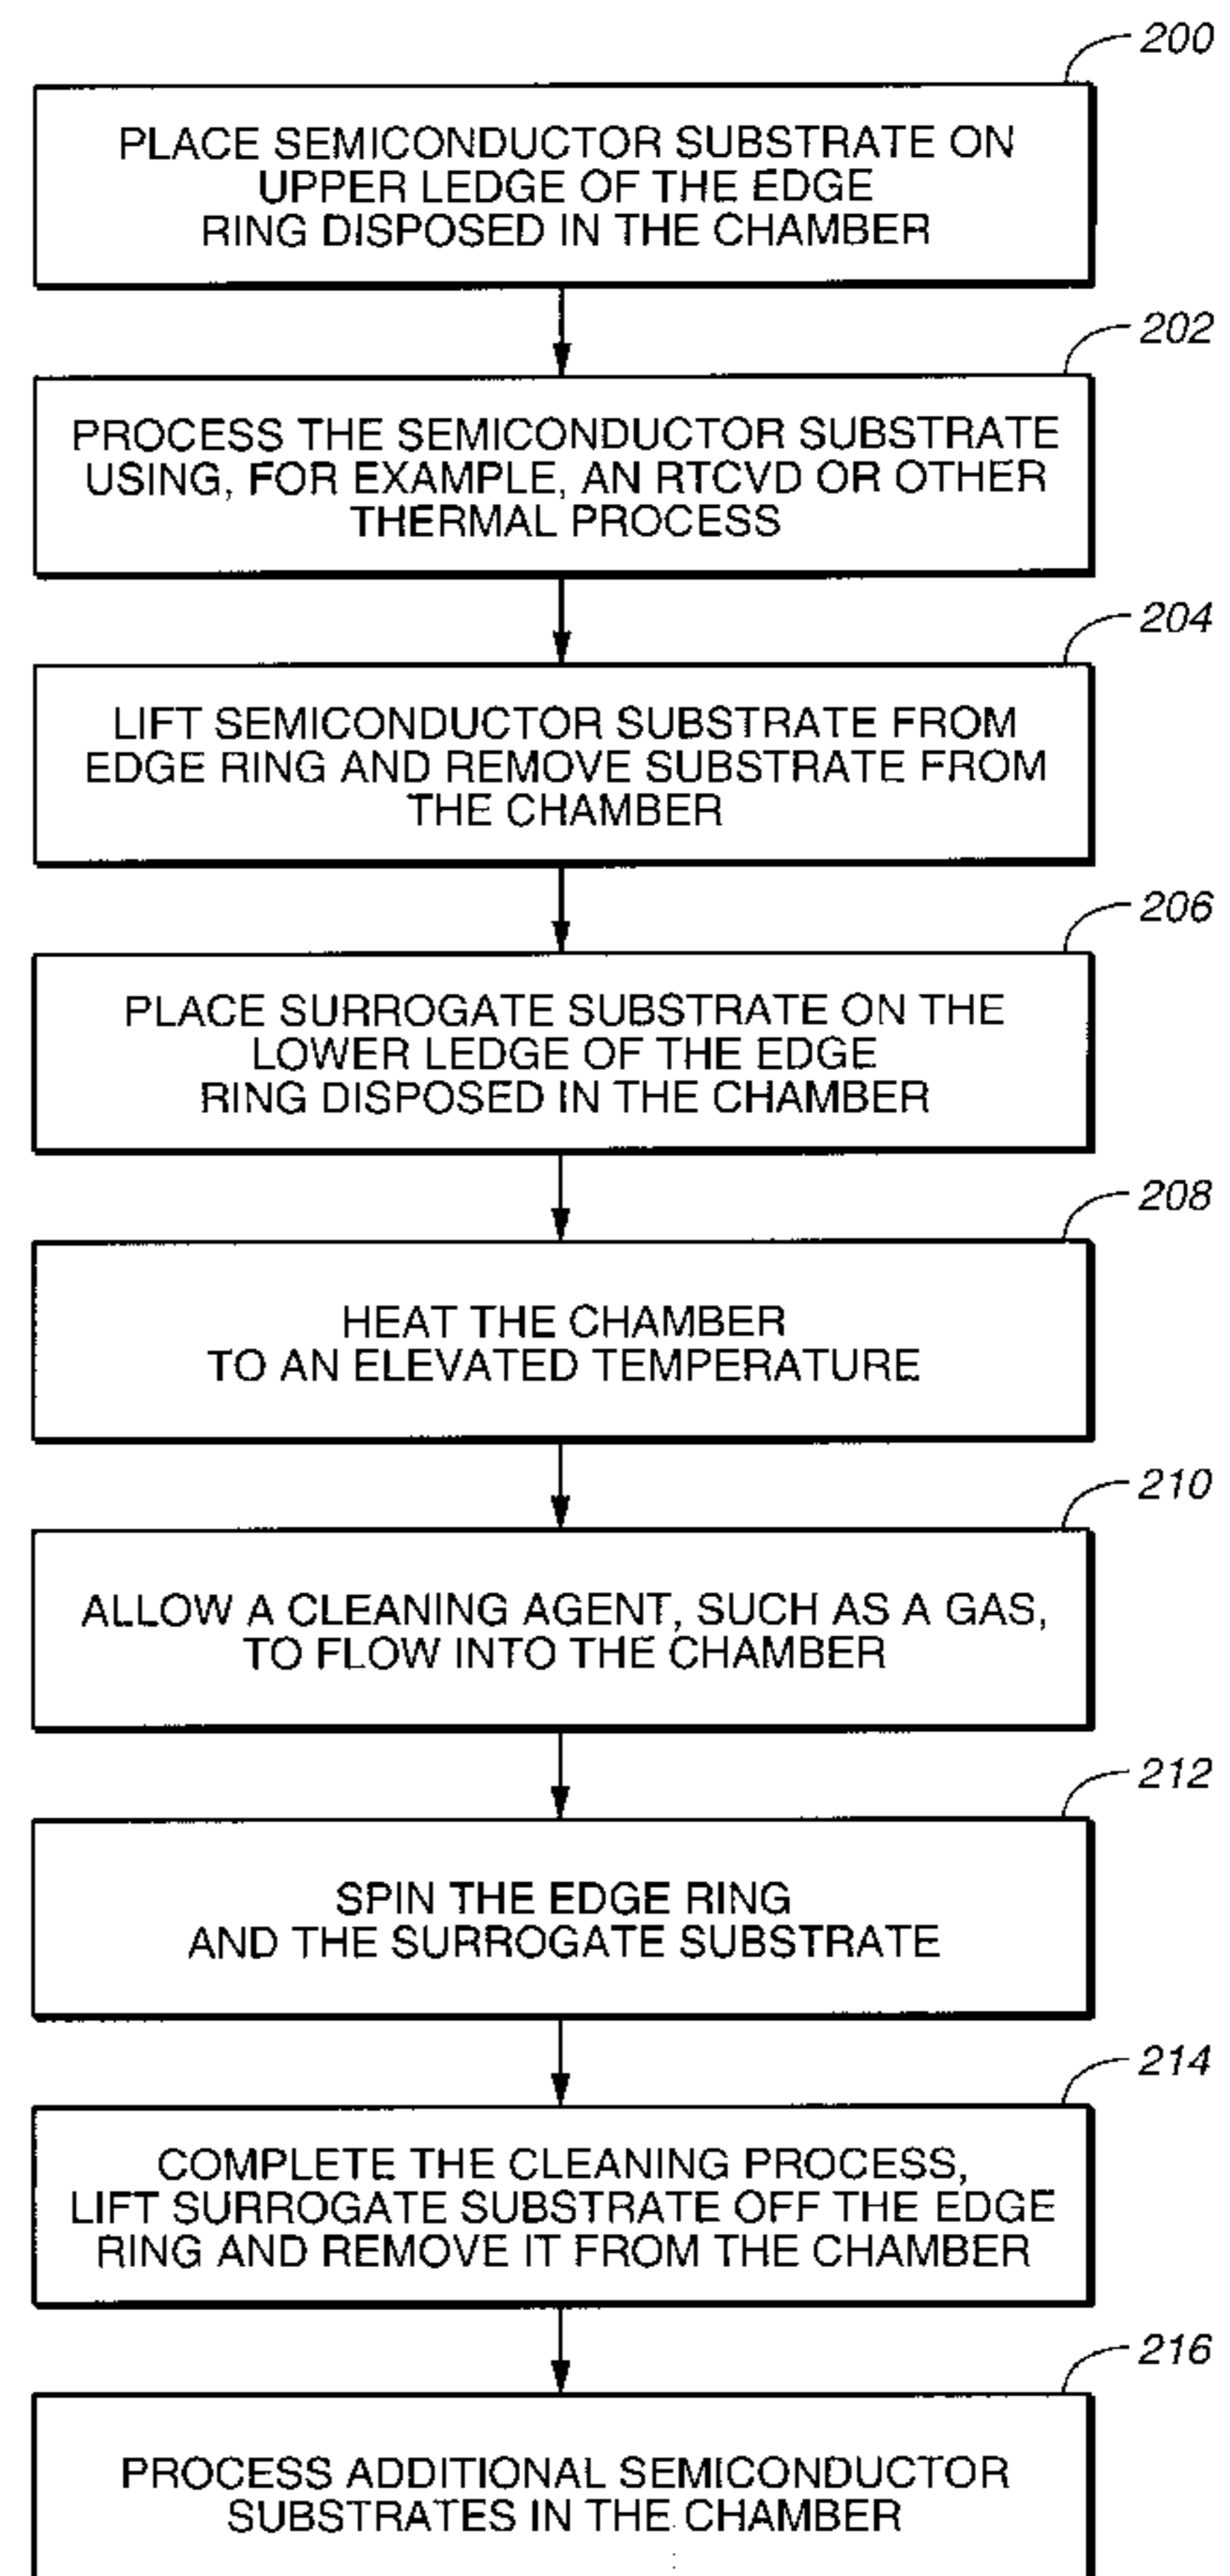 200
PLACE SEMICONDUCTOR SUBSTRATE ON
UPPER LEDGE OF THE EDGE
RING DISPOSED IN THE CHAMBER
202
PROCESS THE SEMICONDUCTOR SUBSTRATE
USING, FOR EXAMPLE, AN RTCVD OR OTHER
THERMAL PROCESS
204
LIFT SEMICONDUCTOR SUBSTRATE FROM
EDGE RING AND REMOVE SUBSTRATE FROM
THE CHAMBER
206
PLACE SURROGATE SUBSTRATE ON THE
LOWER LEDGE OF THE EDGE
RING DISPOSED IN THE CHAMBER
208
HEAT THE CHAMBER
TO AN ELEVATED TEMPERATURE
210
ALLOW A CLEANING AGENT, SUCH AS A GAS,
TO FLOW INTO THE CHAMBER
212
SPIN THE EDGE RING
AND THE SURROGATE SUBSTRATE
214
COMPLETE THE CLEANING PROCESS,
LIFT SURROGATE SUBSTRATE OFF THE EDGE
RING AND REMOVE IT FROM THE CHAMBER
216
PROCESS ADDITIONAL SEMICONDUCTOR
SUBSTRATES IN THE CHAMBER